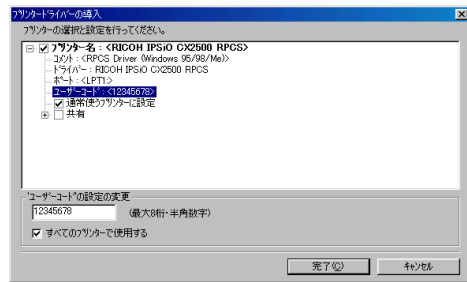 プリンタードライバーの導入
プリンターの選択と設定を行ってください。
プリンター名 : <RICOH IPSiO CX2500 RPCS>
コメント : <RPCS Driver (Windows 95/98/Me)>
ドライバー : RICOH IPSiO CX2500 RPCS
ポート : <LPT1:>
ユーザーコード : <12345678>
通常使うプリンターに設定
共有
'ユーザーコード'の設定の変更
12345678 (最大8桁・半角数字)
すべてのプリンターで使用する
完了(C) キャンセル